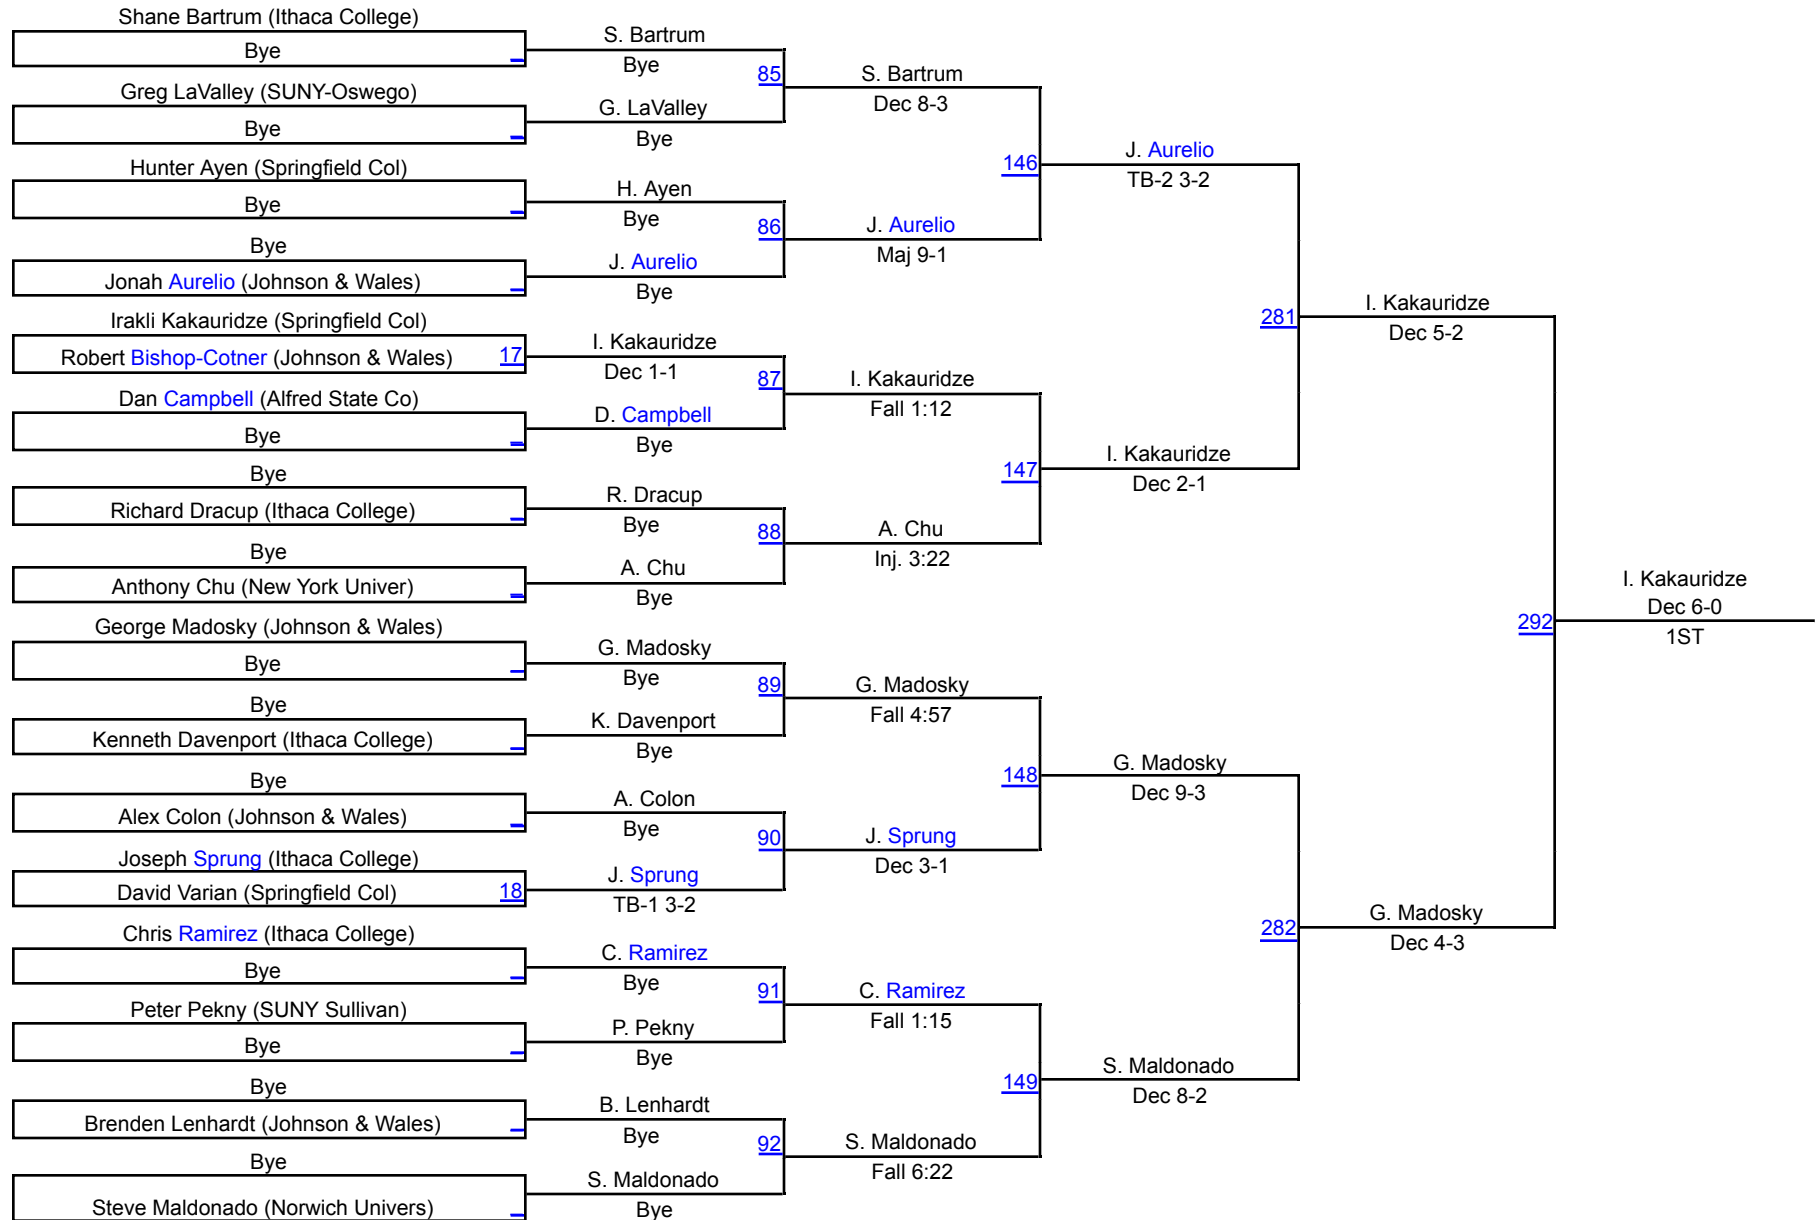 Shane Bartrum (Ithaca College)
Bye
Greg LaValley (SUNY-Oswego)
Bye
Hunter Ayen (Springfield Col)
Bye
Bye
Jonah Aurelio (Johnson & Wales)
Irakli Kakauridze (Springfield Col)
Robert Bishop-Cotner (Johnson & Wales) 17
Dan Campbell (Alfred State Co)
Bye
Bye
Richard Dracup (Ithaca College)
Bye
Anthony Chu (New York Univer)
George Madosky (Johnson & Wales)
Bye
Bye
Kenneth Davenport (Ithaca College)
Bye
Alex Colon (Johnson & Wales)
Joseph Sprung (Ithaca College)
David Varian (Springfield Col) 18
Chris Ramirez (Ithaca College)
Bye
Peter Pekny (SUNY Sullivan)
Bye
Bye
Brenden Lenhardt (Johnson & Wales)
Bye
Steve Maldonado (Norwich Univers)
S. Bartrum
Bye
85
G. LaValley
Bye
H. Ayen
Bye
86
J. Aurelio
Bye
I. Kakauridze
Dec 1-1
87
D. Campbell
Bye
R. Dracup
Bye
88
A. Chu
Bye
G. Madosky
Bye
89
K. Davenport
Bye
A. Colon
Bye
90
J. Sprung
TB-1 3-2
C. Ramirez
Bye
91
P. Pekny
Bye
B. Lenhardt
Bye
92
S. Maldonado
Bye
S. Bartrum
Dec 8-3
146
J. Aurelio
Maj 9-1
I. Kakauridze
Fall 1:12
147
A. Chu
Inj. 3:22
G. Madosky
Fall 4:57
148
J. Sprung
Dec 3-1
C. Ramirez
Fall 1:15
149
S. Maldonado
Fall 6:22
J. Aurelio
TB-2 3-2
281
I. Kakauridze
Dec 2-1
G. Madosky
Dec 9-3
282
S. Maldonado
Dec 8-2
I. Kakauridze
Dec 5-2
292
G. Madosky
Dec 4-3
I. Kakauridze
Dec 6-0
1ST